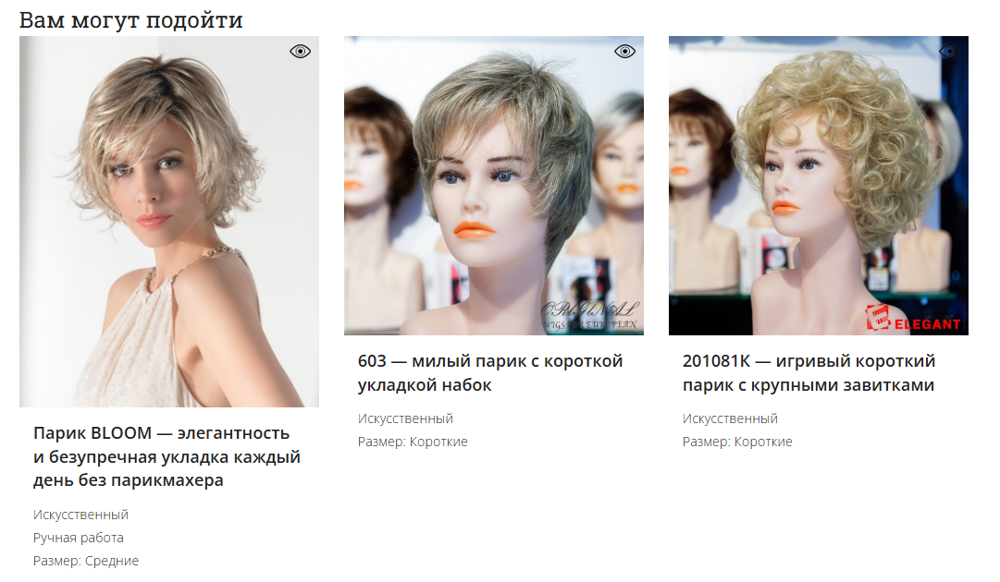 Вам могут подойти
Парик BLOOM — элегантность
и безупречная укладка каждый
день без парикмахера
Искусственный
Ручная работа
Размер: Средние
ORIGINAL
WIGS FOR EUROPEAN
603 — милый парик с короткой
укладкой набок
Искусственный
Размер: Короткие
ELEGANT
201081К — игривый короткий
парик с крупными завитками
Искусственный
Размер: Короткие